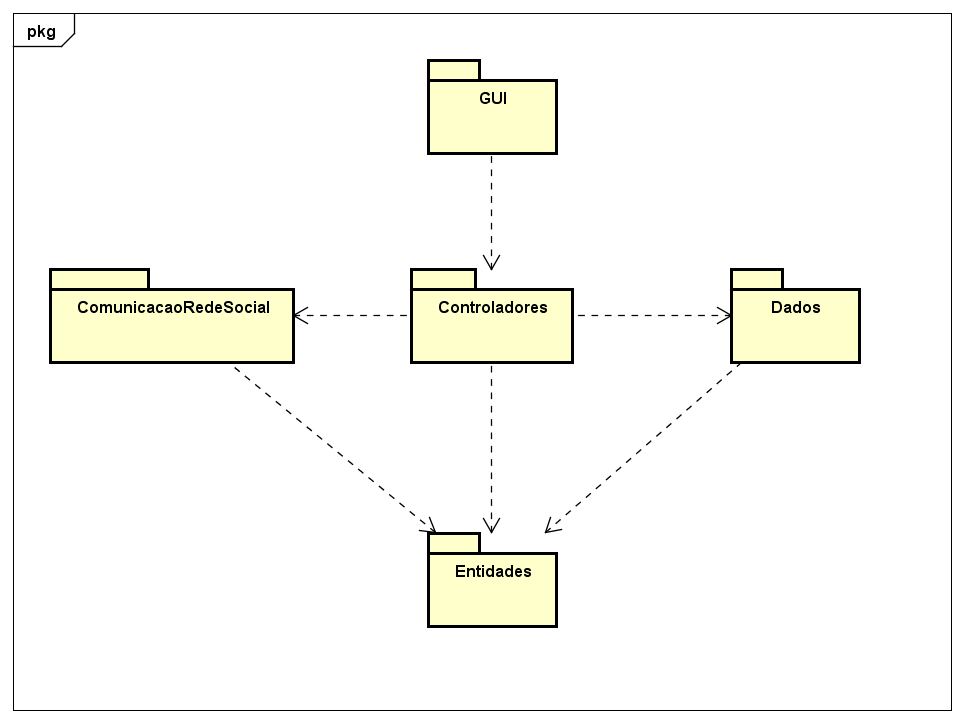 pkg
GUI
ComunicacaoRedeSocial
Controladores
Dados
Entidades